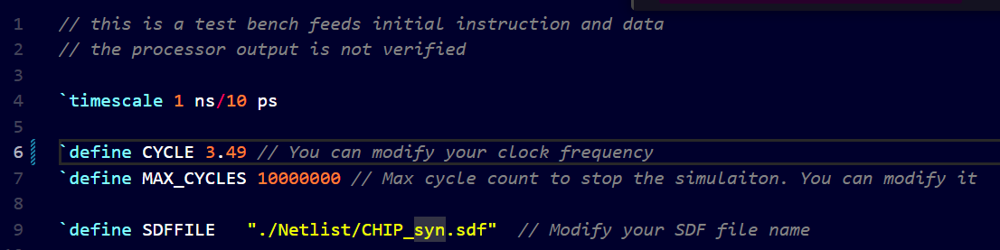 1 // this is a test bench feeds initial instruction and data
2 // the processor output is not verified
3
4 `timescale 1 ns/10 ps
5
6 `define CYCLE 3.49 // You can modify your clock frequency
7 `define MAX_CYCLES 10000000 // Max cycle count to stop the simulaiton. You can modify it
8
9 `define SDFFILE   "./Netlist/CHIP_syn.sdf"  // Modify your SDF file name